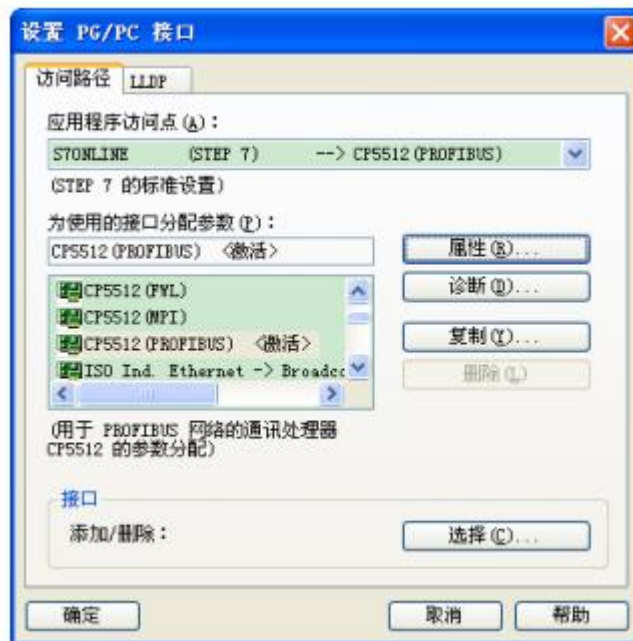 设置 PG/PC 接口
访问路径 LLDP
应用程序访问点(A):
S7ONLINE (STEP 7) --> CP5512(PROFIBUS)
(STEP 7 的标准设置)
为使用的接口分配参数(P):
CP5512(PROFIBUS) <激活>
属性(R)...
CP5512(FWL)
诊断(D)...
CP5512(MPI)
CP5512(PROFIBUS) <激活>
复制(Y)...
ISO Ind. Ethernet -> Broadcc
删除(L)
(用于 PROFIBUS 网络的通讯处理器
CP5512 的参数分配)
接口
添加/删除:
选择(C)...
确定 取消 帮助